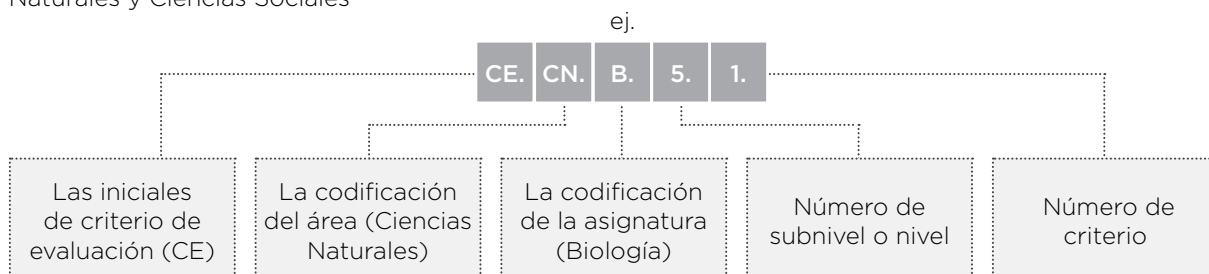 Naturales y Ciencias Sociales
ej.
CE. CN. B. 5. 1.
Las iniciales
de criterio de
evaluación (CE)
La codificación
del área (Ciencias
Naturales)
La codificación
de la asignatura
(Biología)
Número de
subnivel o nivel
Número de
criterio